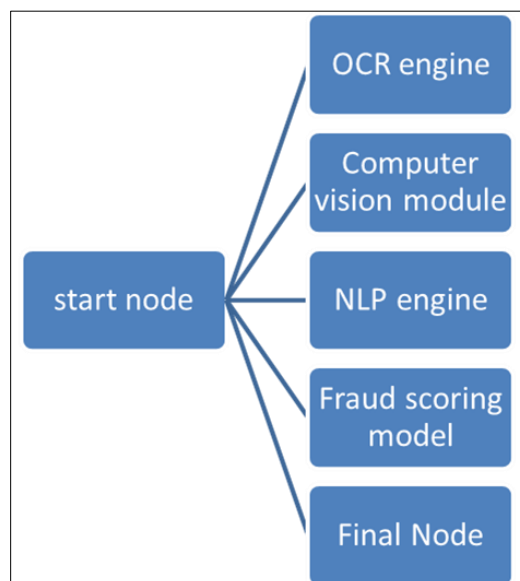 OCR engine
Computer
vision module
start node
NLP engine
Fraud scoring
model
Final Node